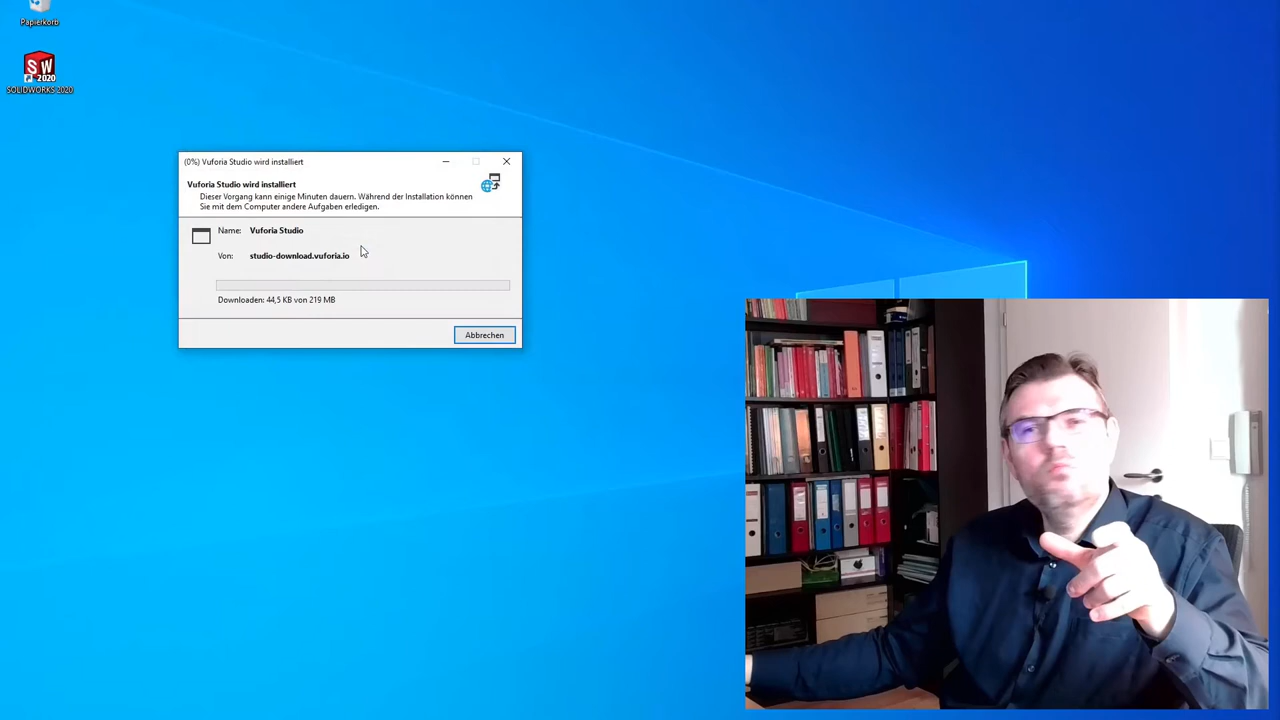 Papierkorb
SW
2020
SOLIDWORKS 2020
(0%) Vuforia Studio wird installiert
Vuforia Studio wird installiert
Dieser Vorgang kann einige Minuten dauern. Während der Installation können
Sie mit dem Computer andere Aufgaben erledigen.
Name: Vuforia Studio
Von: studio-download.vuforia.io
Downloaden: 44,5 KB von 219 MB
Abbrechen